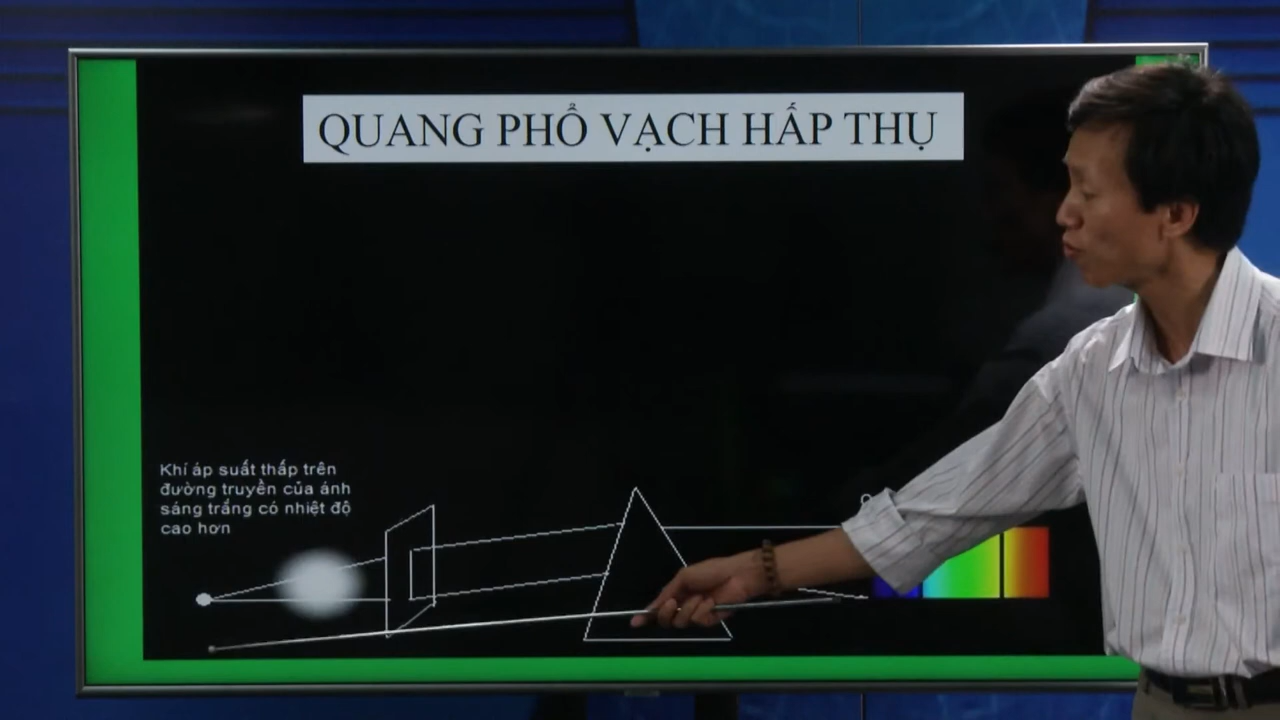 QUANG PHỔ VẠCH HẤP THỤ
Khí áp suất thấp trên
đường truyền của ánh
sáng trắng có nhiệt độ
cao hơn